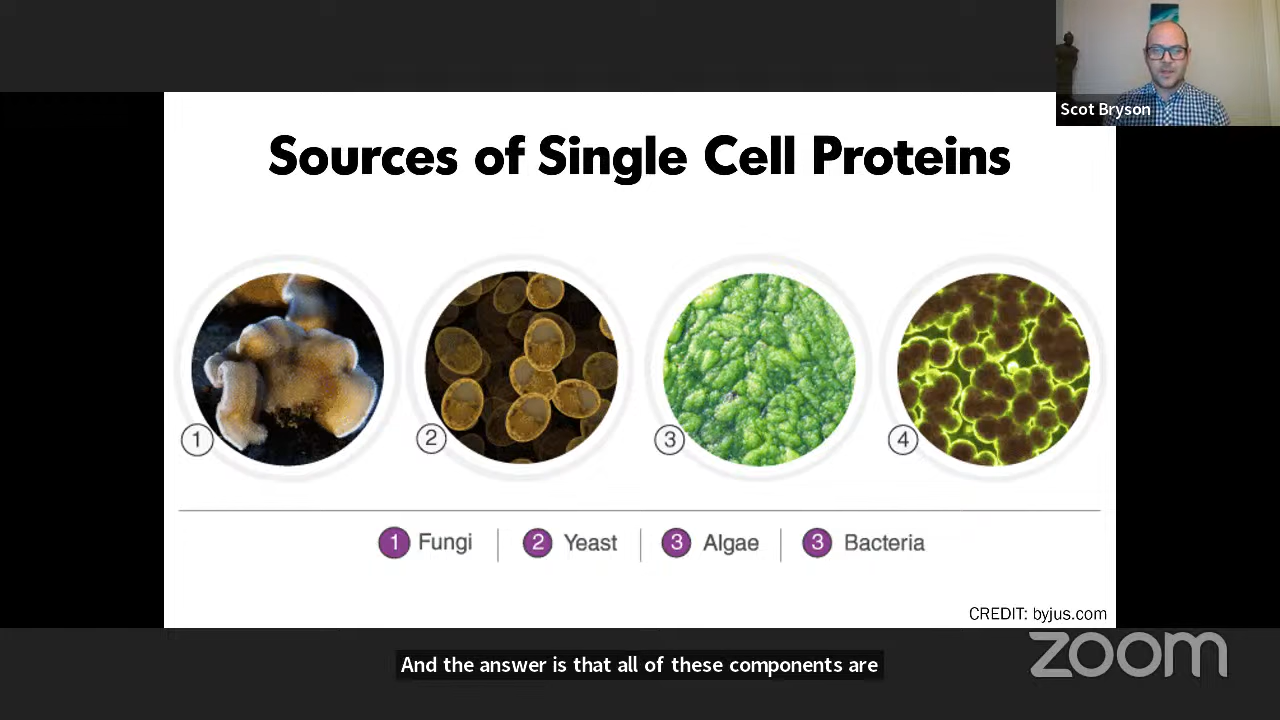 Scot Bryson
Sources of Single Cell Proteins
1 2 3 4
1 Fungi 2 Yeast 3 Algae 3 Bacteria
CREDIT: byjus.com
zoom
And the answer is that all of these components are